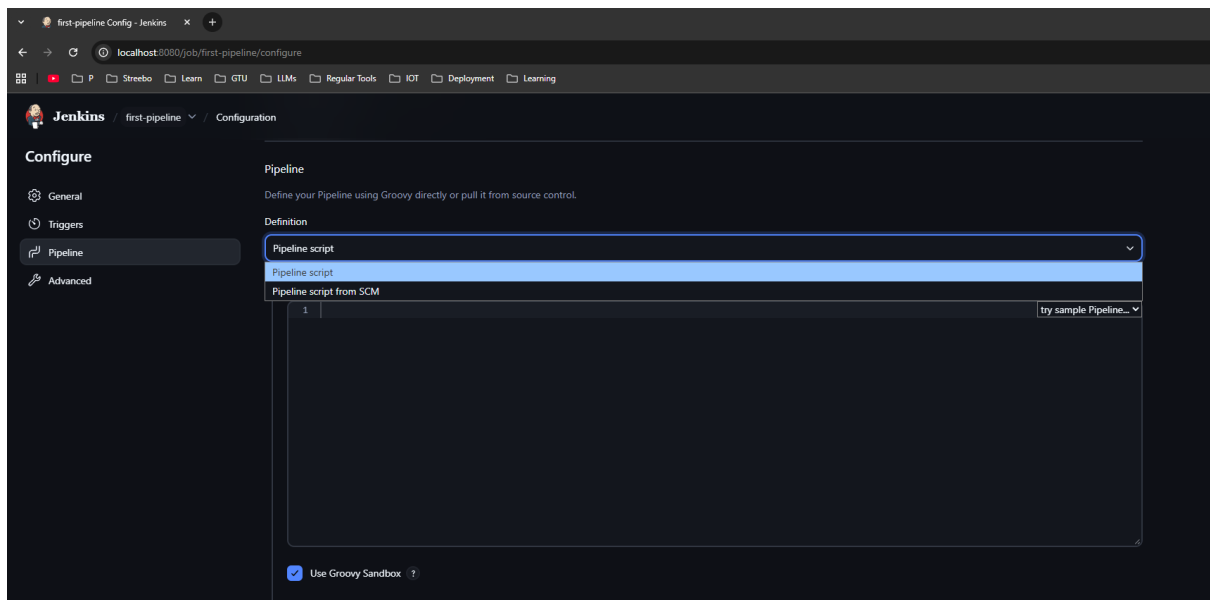 first-pipeline Config - Jenkins
localhost:8080/job/first-pipeline/configure
P Streebo Learn GTU LLMs Regular Tools IOT Deployment Learning
Jenkins / first-pipeline / Configuration
Configure
General
Triggers
Pipeline
Advanced
Pipeline
Define your Pipeline using Groovy directly or pull it from source control.
Definition
Pipeline script
Pipeline script
Pipeline script from SCM
1
try sample Pipeline...
Use Groovy Sandbox ?